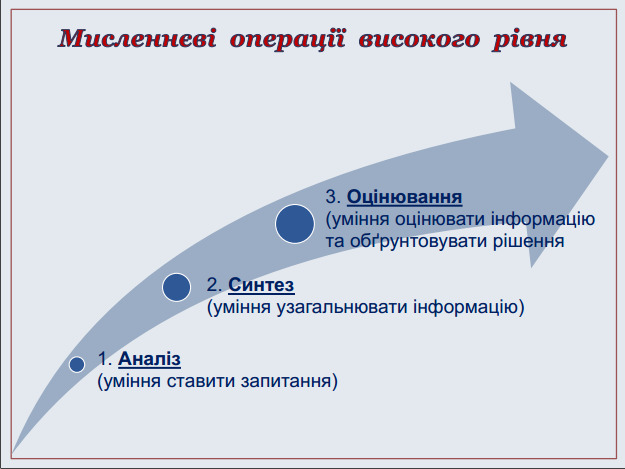 Мисленнєві операції високого рівня
3. Оцінювання
(уміння оцінювати інформацію
та обґрунтовувати рішення
2. Синтез
(уміння узагальнювати інформацію)
1. Аналіз
(уміння ставити запитання)